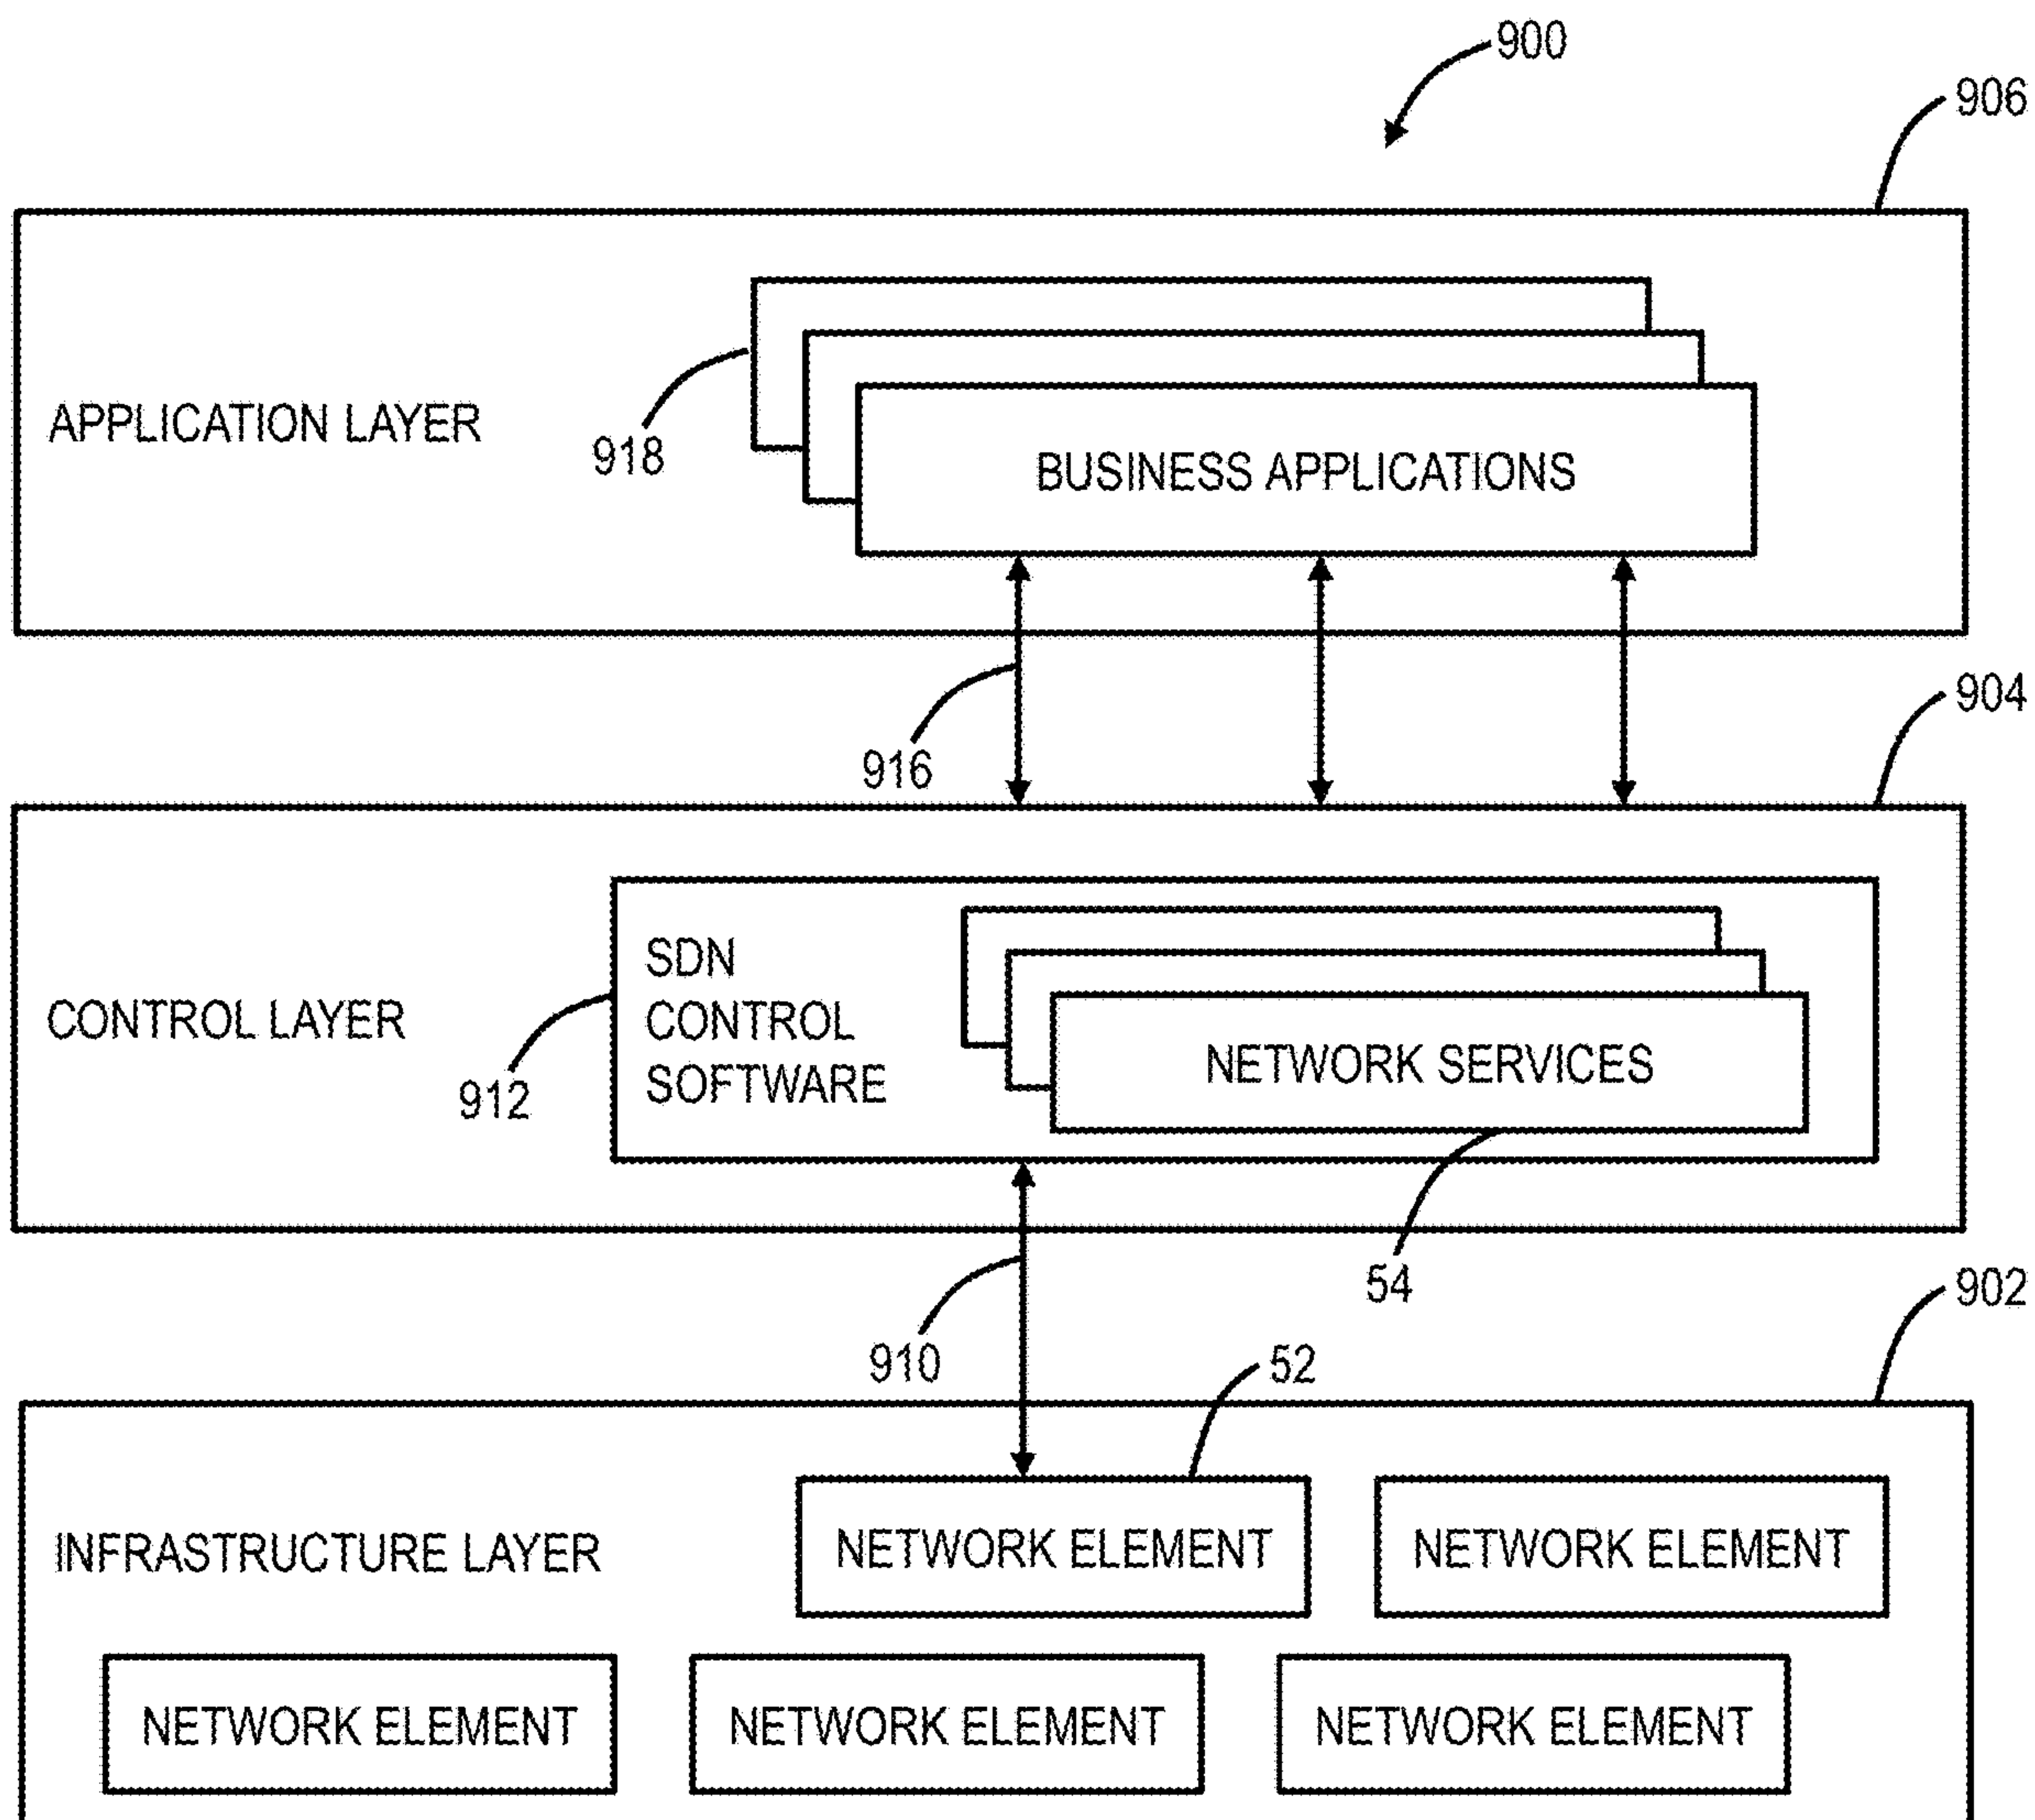 900
906
APPLICATION LAYER
918
BUSINESS APPLICATIONS
916
904
CONTROL LAYER
912
SDN
CONTROL
SOFTWARE
NETWORK SERVICES
54
910
902
52
INFRASTRUCTURE LAYER
NETWORK ELEMENT
NETWORK ELEMENT
NETWORK ELEMENT
NETWORK ELEMENT
NETWORK ELEMENT